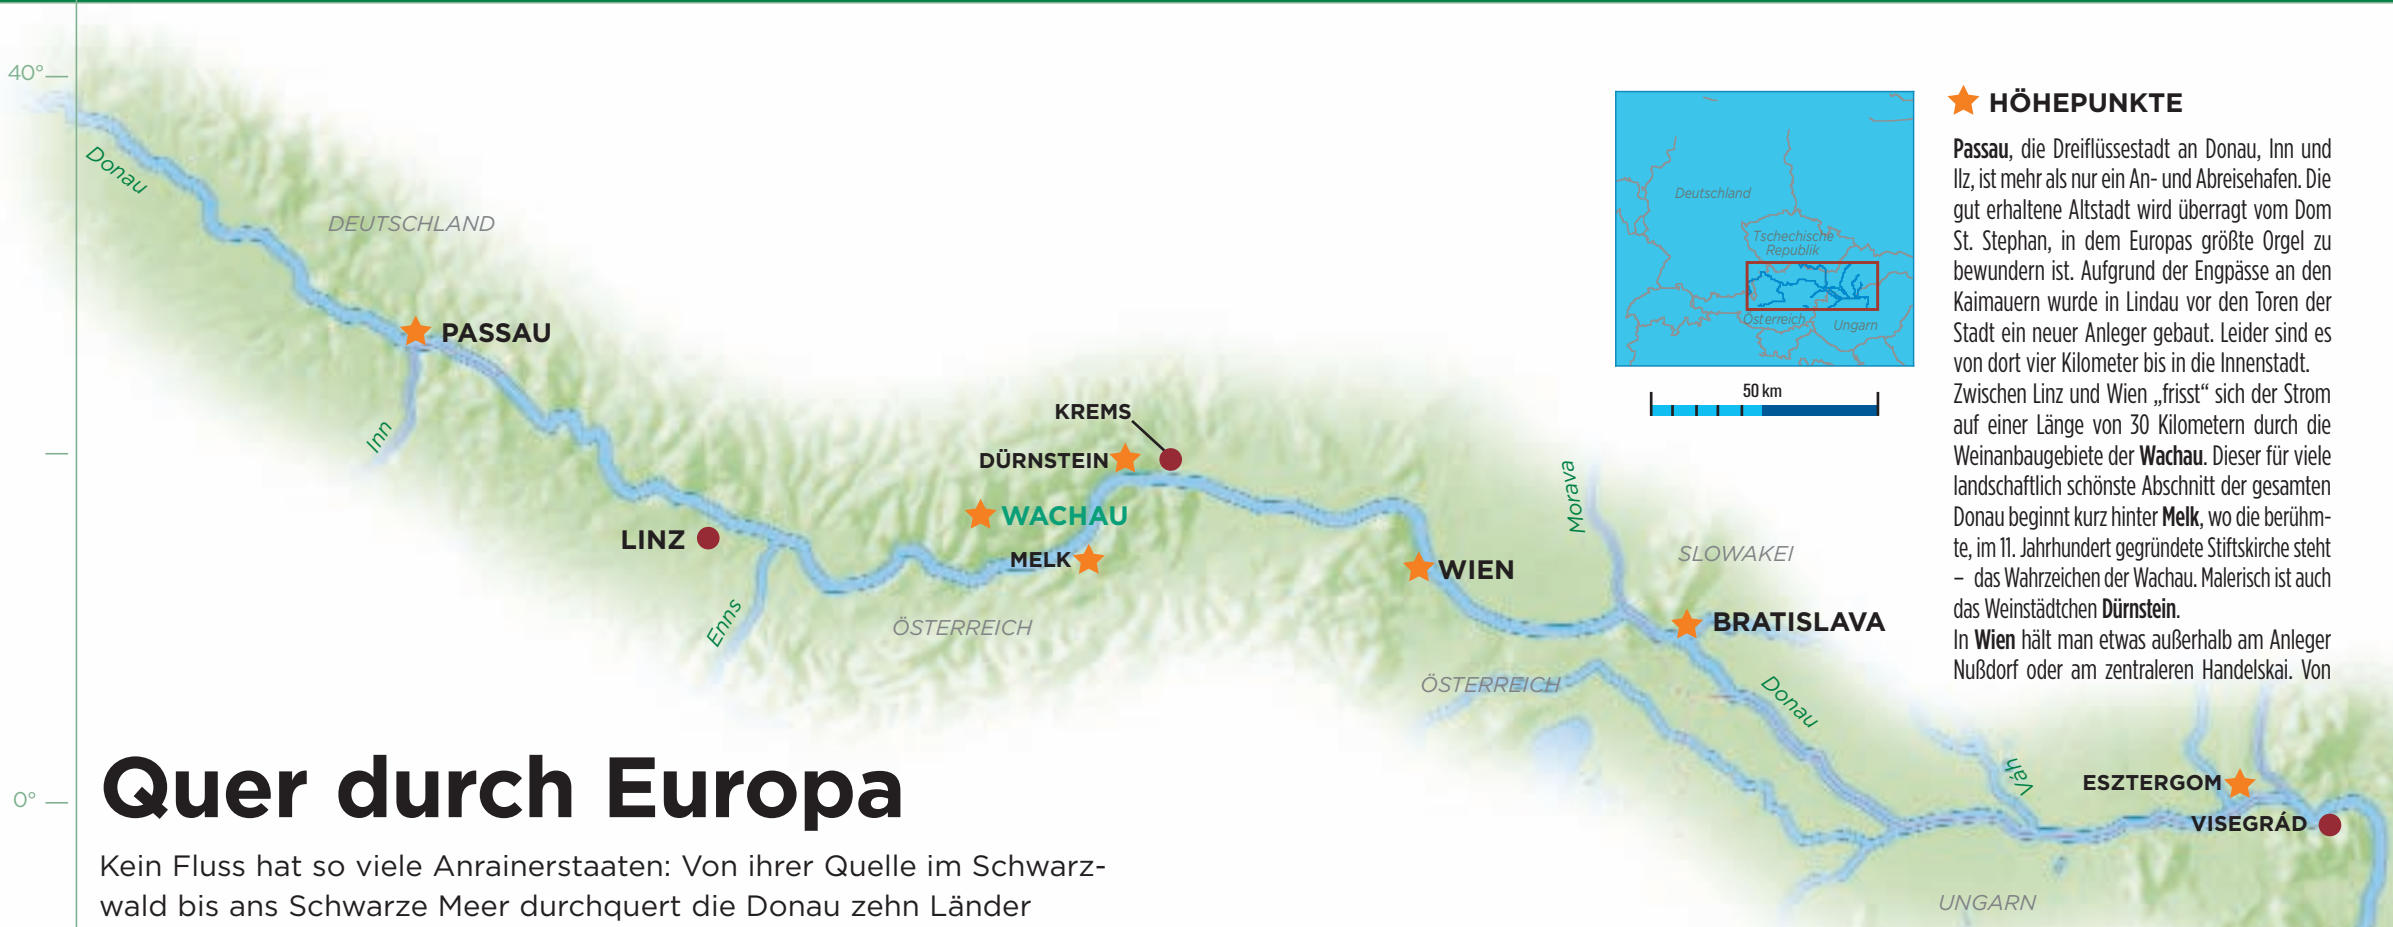 40°
Donau
DEUTSCHLAND
PASSAU
Inn
LINZ
Enns
KREMS
DÜRNSTEIN
WACHAU
MELK
ÖSTERREICH
WIEN
Morava
SLOWAKEI
BRATISLAVA
ÖSTERREICH
Donau
Váh
ESZTERGOM
VISEGRÁD
UNGARN
0°
Deutschland
Tschechische
Republik
Österreich
Ungarn
50 km
HÖHEPUNKTE
Passau, die Dreiflüssestadt an Donau, Inn und
Ilz, ist mehr als nur ein An- und Abreisehafen. Die
gut erhaltene Altstadt wird überragt vom Dom
St. Stephan, in dem Europas größte Orgel zu
bewundern ist. Aufgrund der Engpässe an den
Kaimauern wurde in Lindau vor den Toren der
Stadt ein neuer Anleger gebaut. Leider sind es
von dort vier Kilometer bis in die Innenstadt.
Zwischen Linz und Wien „frisst“ sich der Strom
auf einer Länge von 30 Kilometern durch die
Weinanbaugebiete der Wachau. Dieser für viele
landschaftlich schönste Abschnitt der gesamten
Donau beginnt kurz hinter Melk, wo die berühm-
te, im 11. Jahrhundert gegründete Stiftskirche steht
– das Wahrzeichen der Wachau. Malerisch ist auch
das Weinstädtchen Dürnstein.
In Wien hält man etwas außerhalb am Anleger
Nußdorf oder am zentraleren Handelskai. Von
Quer durch Europa
Kein Fluss hat so viele Anrainerstaaten: Von ihrer Quelle im Schwarz-
wald bis ans Schwarze Meer durchquert die Donau zehn Länder